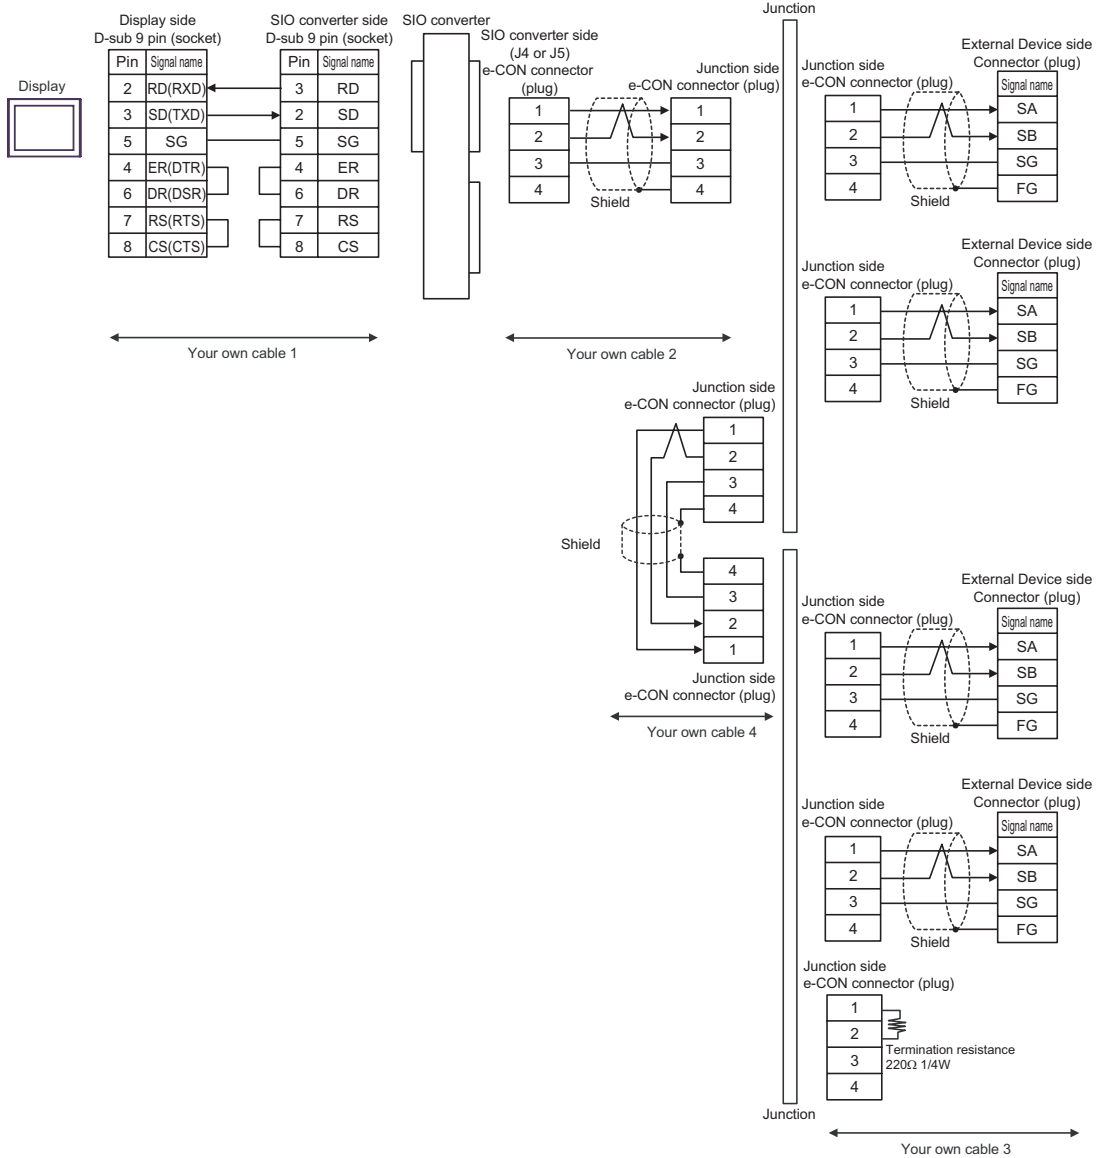 Display
Display side
D-sub 9 pin (socket)
Pin Signal name
2 RD(RXD)
3 SD(TXD)
5 SG
4 ER(DTR)
6 DR(DSR)
7 RS(RTS)
8 CS(CTS)
SIO converter side
D-sub 9 pin (socket)
Pin Signal name
3 RD
2 SD
5 SG
4 ER
6 DR
7 RS
8 CS
Your own cable 1
SIO converter
SIO converter side
(J4 or J5)
e-CON connector
(plug)
1
2
3
4
Shield
Junction side
e-CON connector (plug)
1
2
3
4
Your own cable 2
Junction side
e-CON connector (plug)
1
2
3
4
Shield
4
3
2
1
Junction side
e-CON connector (plug)
Your own cable 4
Junction
Junction side
e-CON connector (plug)
1
2
3
4
Shield
External Device side
Connector (plug)
Signal name
SA
SB
SG
FG
Junction side
e-CON connector (plug)
1
2
3
4
Shield
External Device side
Connector (plug)
Signal name
SA
SB
SG
FG
Junction side
e-CON connector (plug)
1
2
3
4
Shield
External Device side
Connector (plug)
Signal name
SA
SB
SG
FG
Junction side
e-CON connector (plug)
1
2
3
4
Shield
External Device side
Connector (plug)
Signal name
SA
SB
SG
FG
Junction side
e-CON connector (plug)
1
2
3
4
Termination resistance
220Ω 1/4W
Junction
Your own cable 3